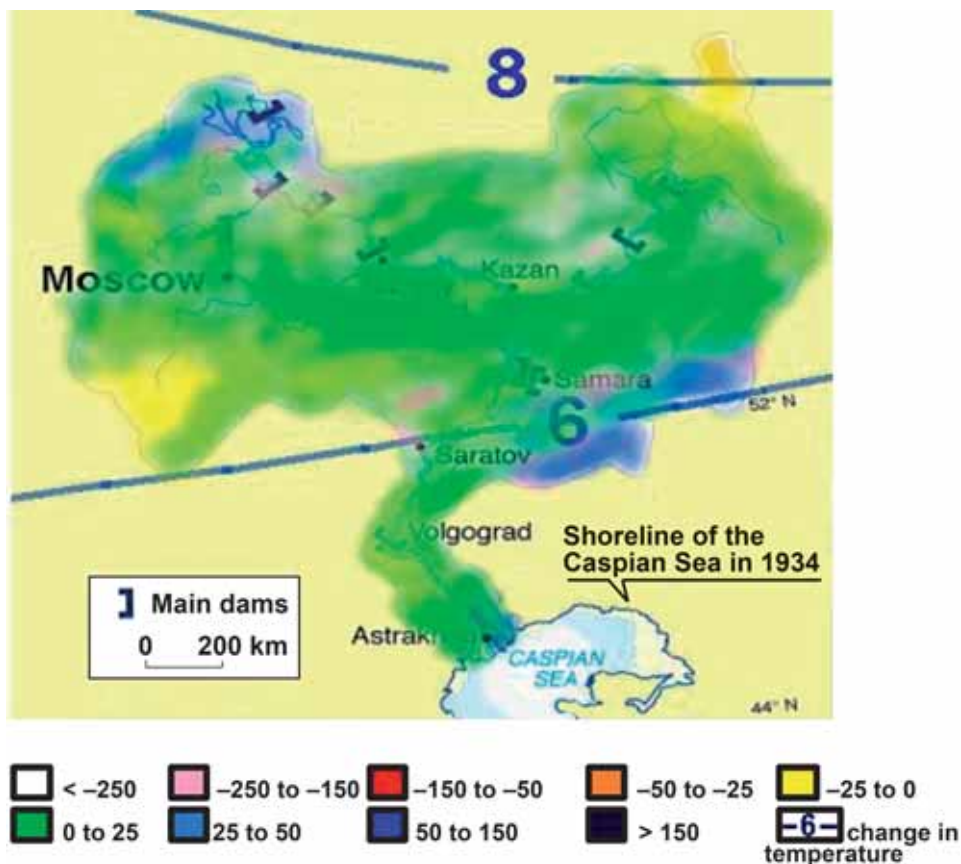 8
Moscow
Kazan
Samara
52° N
6
Saratov
Volgograd
Shoreline of the
Caspian Sea in 1934
Main dams
0 200 km
CASPIAN
SEA
44° N
< –250
–250 to –150
–150 to –50
–50 to –25
–25 to 0
0 to 25
25 to 50
50 to 150
> 150
–6– change in
temperature